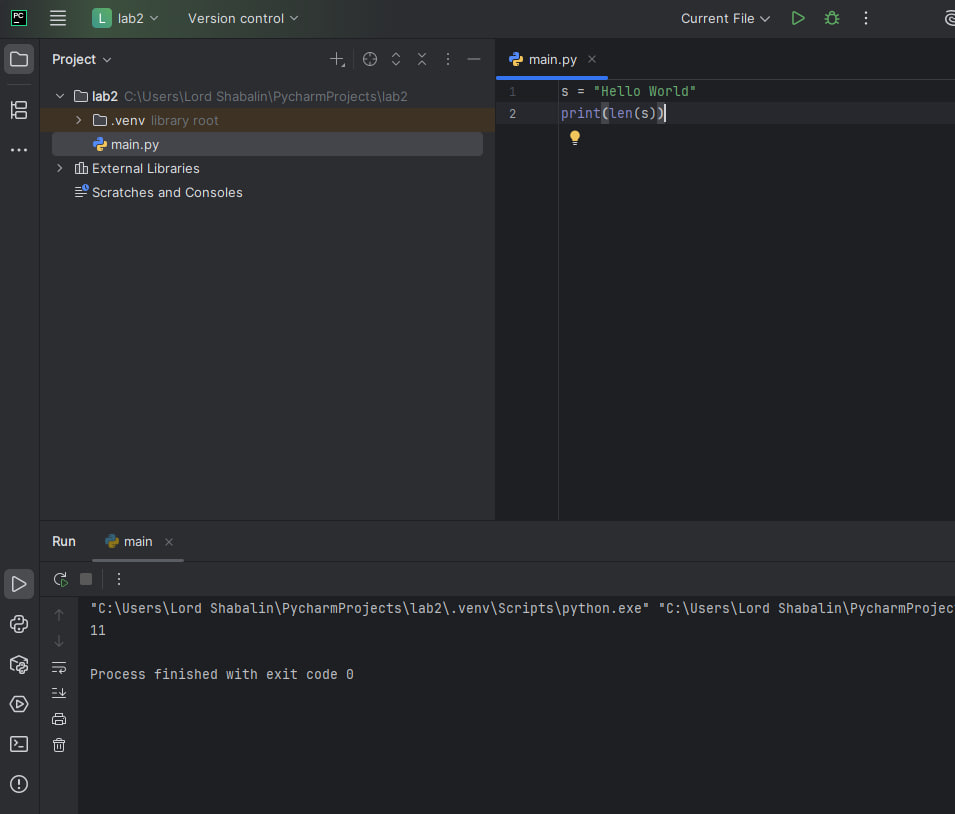 PC L lab2 Version control Current File
Project
main.py
lab2 C:\Users\Lord Shabalin\PycharmProjects\lab2
.venv library root
main.py
External Libraries
Scratches and Consoles
1 s = "Hello World"
2 print(len(s))
Run main
"C:\Users\Lord Shabalin\PycharmProjects\lab2\.venv\Scripts\python.exe" "C:\Users\Lord Shabalin\PycharmProjec
11
Process finished with exit code 0